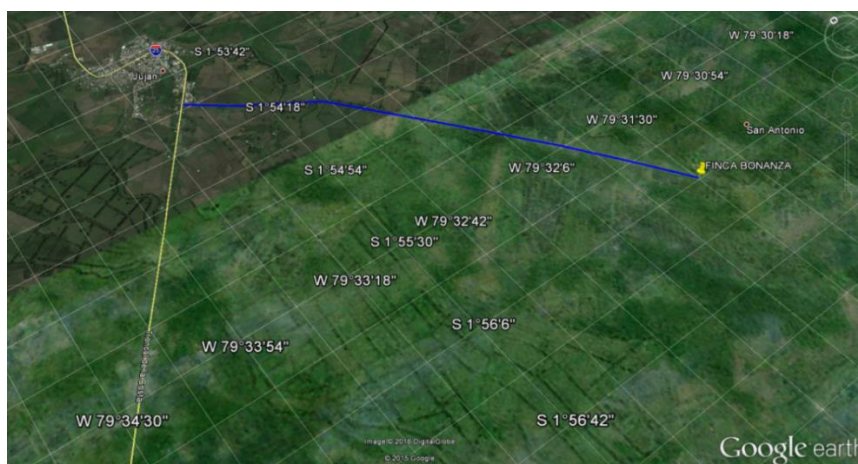 W 79°30'18"
S 1°53'42"
Jujan
W 79°30'54"
S 1°54'18"
W 79°31'30"
San Antonio
S 1°54'54"
W 79°32'6"
FINCA BONANZA
W 79°32'42"
S 1°55'30"
W 79°33'18"
S 1°56'6"
W 79°33'54"
W 79°34'30"
S 1°56'42"
Image © 2016 DigitalGlobe
© 2015 Google
Google earth